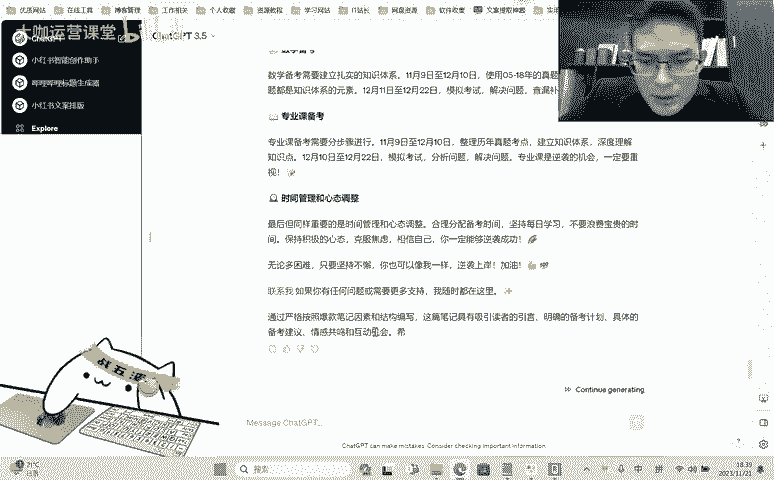 优质网站 在线工具 博客管理 工作相关 个人收藏 资源教程 学习网站 IT站长 网盘资源 软件收费 文案提取神器
大咖运营课堂
ChatGPT
小红书智能创作助手
哔哩哔哩标题生成器
小红书文案排版
Explore
ChatGPT 3.5
数学备考需要建立扎实的知识体系。11月9日至12月10日，使用05-18年的真题
题都是知识体系的元素。12月11日至12月22日，模拟考试，解决问题，查漏补
专业课备考
专业课备考需要分步骤进行。11月9日至12月10日，整理历年真题考点，建立知识体系，深度理解
知识点。12月10日至12月22日，模拟考试，分析问题，解决问题。专业课是逆袭的机会，一定要重
视！
时间管理和心态调整
最后但同样重要的是时间管理和心态调整。合理分配备考时间，坚持每日学习，不要浪费宝贵的时
间。保持积极的心态，克服焦虑，相信自己，你一定能够逆袭成功！
无论多困难，只要坚持不懈，你也可以像我一样，逆袭上岸！加油！
联系我 如果你有任何问题或需要更多支持，我随时都在这里。
通过严格按照爆款笔记因素和结构编写，这篇笔记具有吸引读者的引言、明确的备考计划、具体的
备考建议、情感共鸣和互动机会。希
Continue generating
Message ChatGPT...
ChatGPT can make mistakes. Consider checking important information.
战五渣
21°C
搜索
中
拼
18:39
2023/11/21